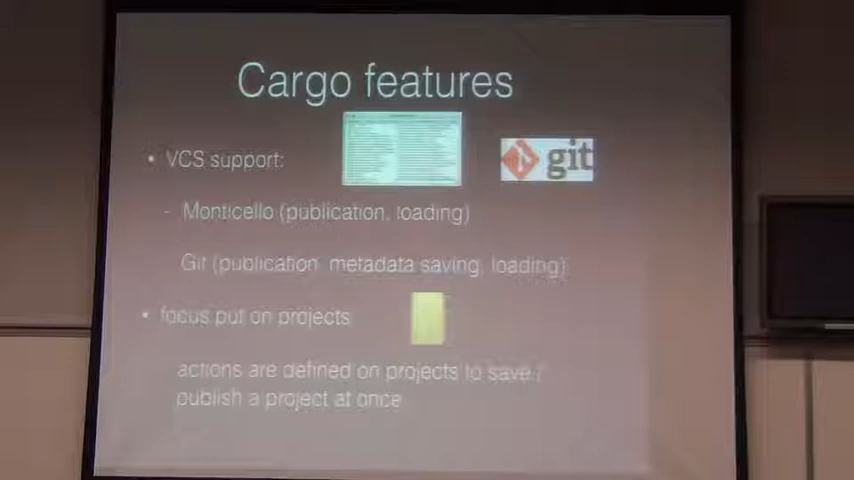 Cargo features
• VCS support:
git
- Monticello (publication, loading)
Git (publication, metadata saving, loading)
• focus put on projects
actions are defined on projects to save /
publish a project at once